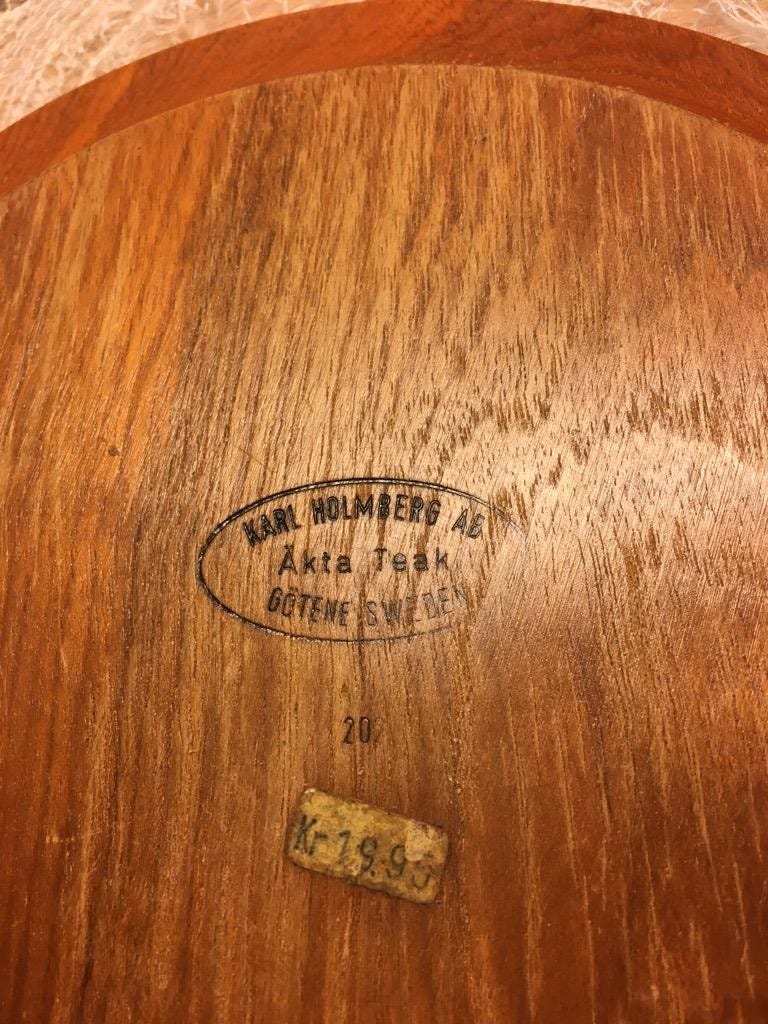 KARL HOLMBERG AB
Äkta Teak
GÖTENE SWEDEN
20
Kr 19.95